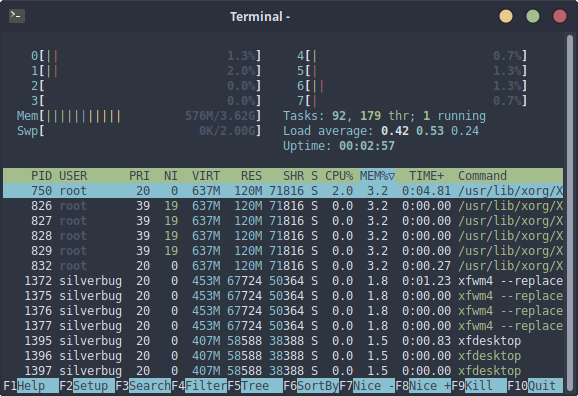 Terminal -
0[|| 1.3%] 4[| 0.7%]
1[|| 2.0%] 5[| 1.3%]
2[ 0.0%] 6[|| 1.3%]
3[ 0.0%] 7[| 0.7%]
Mem[||||||||||| 576M/3.62G] Tasks: 92, 179 thr; 1 running
Swp[ 0K/2.00G] Load average: 0.42 0.53 0.24
Uptime: 00:02:57
PID USER PRI NI VIRT RES SHR S CPU% MEM%▽ TIME+ Command
750 root 20 0 637M 120M 71816 S 2.0 3.2 0:04.81 /usr/lib/xorg/X
826 root 39 19 637M 120M 71816 S 0.0 3.2 0:00.00 /usr/lib/xorg/X
827 root 39 19 637M 120M 71816 S 0.0 3.2 0:00.00 /usr/lib/xorg/X
828 root 39 19 637M 120M 71816 S 0.0 3.2 0:00.00 /usr/lib/xorg/X
829 root 39 19 637M 120M 71816 S 0.0 3.2 0:00.00 /usr/lib/xorg/X
832 root 20 0 637M 120M 71816 S 0.0 3.2 0:00.27 /usr/lib/xorg/X
1372 silverbug 20 0 453M 67724 50364 S 0.0 1.8 0:01.23 xfwm4 --replace
1375 silverbug 20 0 453M 67724 50364 S 0.0 1.8 0:00.00 xfwm4 --replace
1376 silverbug 20 0 453M 67724 50364 S 0.0 1.8 0:00.00 xfwm4 --replace
1377 silverbug 20 0 453M 67724 50364 S 0.0 1.8 0:00.00 xfwm4 --replace
1395 silverbug 20 0 407M 58588 38388 S 0.0 1.5 0:00.83 xfdesktop
1396 silverbug 20 0 407M 58588 38388 S 0.0 1.5 0:00.00 xfdesktop
1397 silverbug 20 0 407M 58588 38388 S 0.0 1.5 0:00.00 xfdesktop
F1Help F2Setup F3SearchF4FilterF5Tree F6SortByF7Nice -F8Nice +F9Kill F10Quit